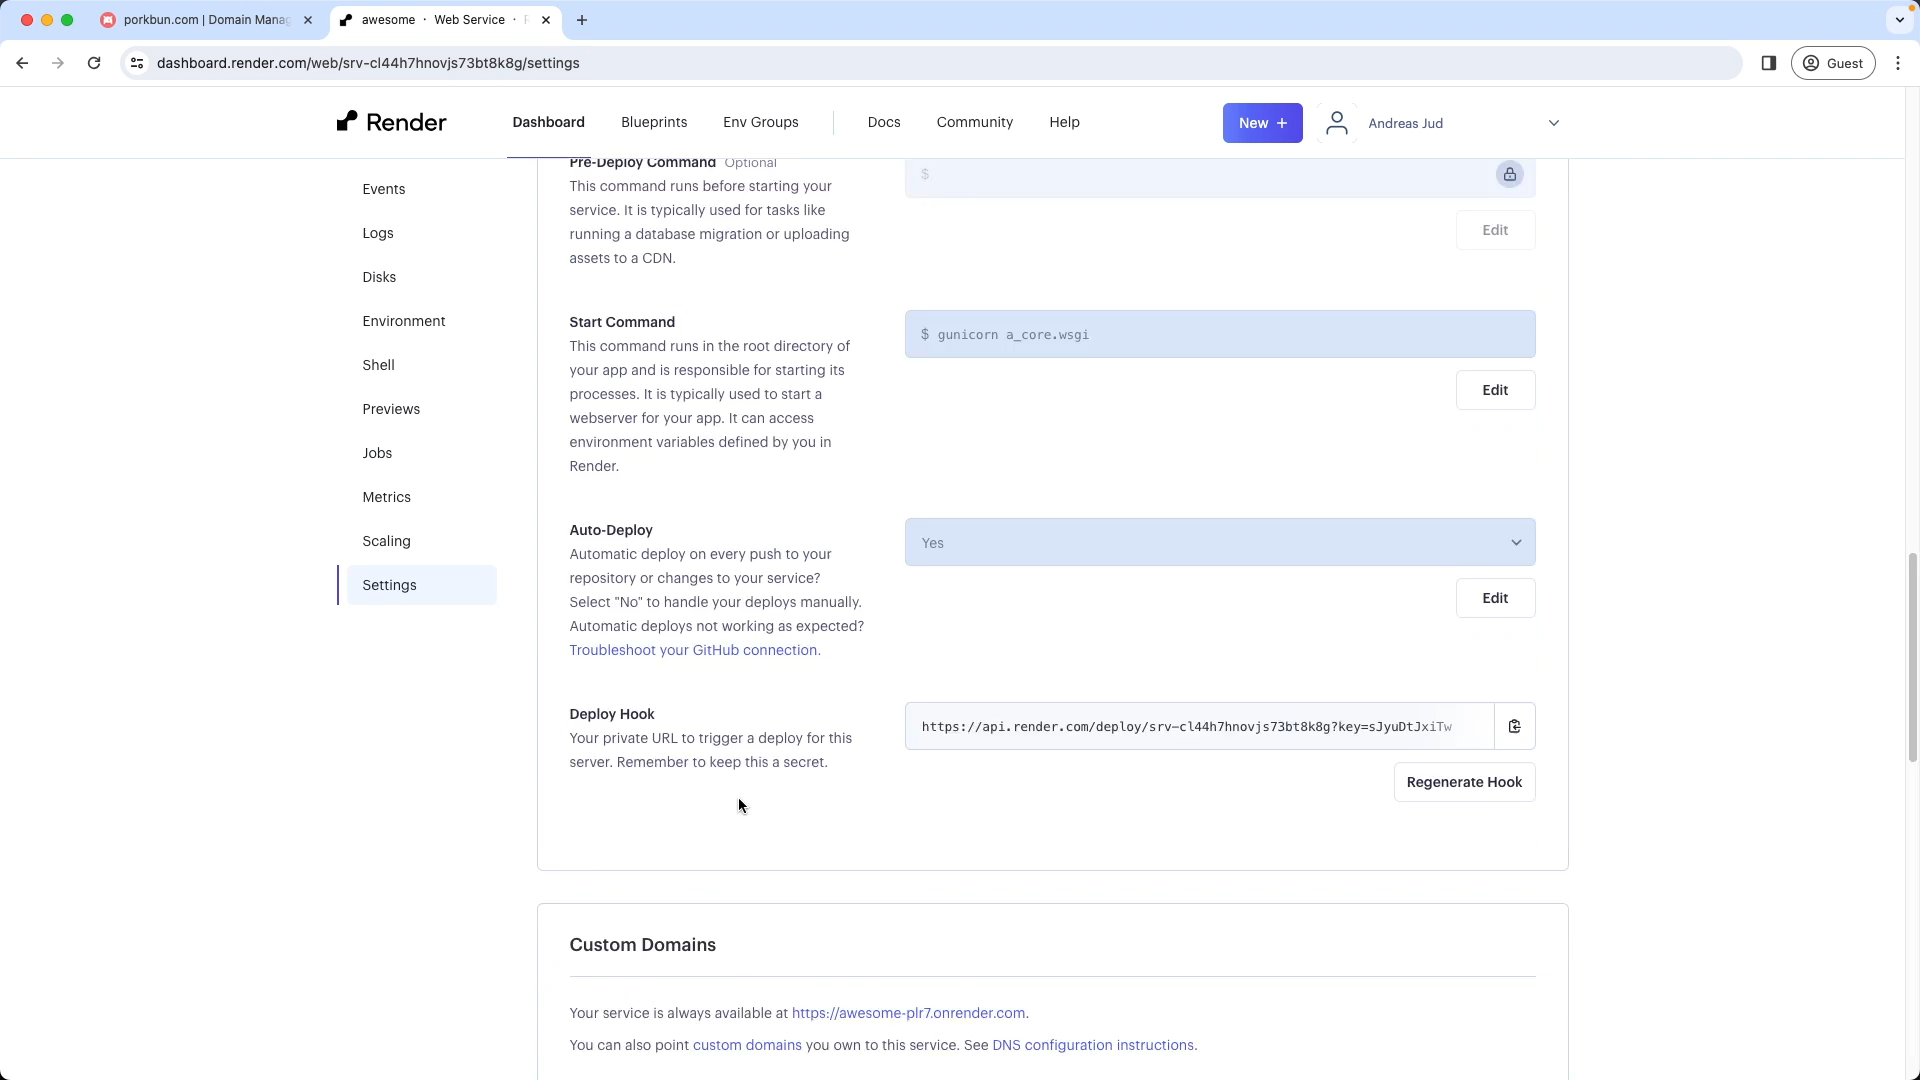 porkbun.com | Domain Manag
awesome · Web Service ·
dashboard.render.com/web/srv-cl44h7hnovjs73bt8k8g/settings
Guest
Render
Dashboard
Blueprints
Env Groups
Docs
Community
Help
New +
Andreas Jud
Events
Logs
Disks
Environment
Shell
Previews
Jobs
Metrics
Scaling
Settings
Pre-Deploy Command Optional
This command runs before starting your
service. It is typically used for tasks like
running a database migration or uploading
assets to a CDN.
$
Edit
Start Command
This command runs in the root directory of
your app and is responsible for starting its
processes. It is typically used to start a
webserver for your app. It can access
environment variables defined by you in
Render.
$ gunicorn a_core.wsgi
Edit
Auto-Deploy
Automatic deploy on every push to your
repository or changes to your service?
Select "No" to handle your deploys manually.
Automatic deploys not working as expected?
Troubleshoot your GitHub connection.
Yes
Edit
Deploy Hook
Your private URL to trigger a deploy for this
server. Remember to keep this a secret.
https://api.render.com/deploy/srv-cl44h7hnovjs73bt8k8g?key=sJyuDtJxiTw
Regenerate Hook
Custom Domains
Your service is always available at https://awesome-plr7.onrender.com.
You can also point custom domains you own to this service. See DNS configuration instructions.